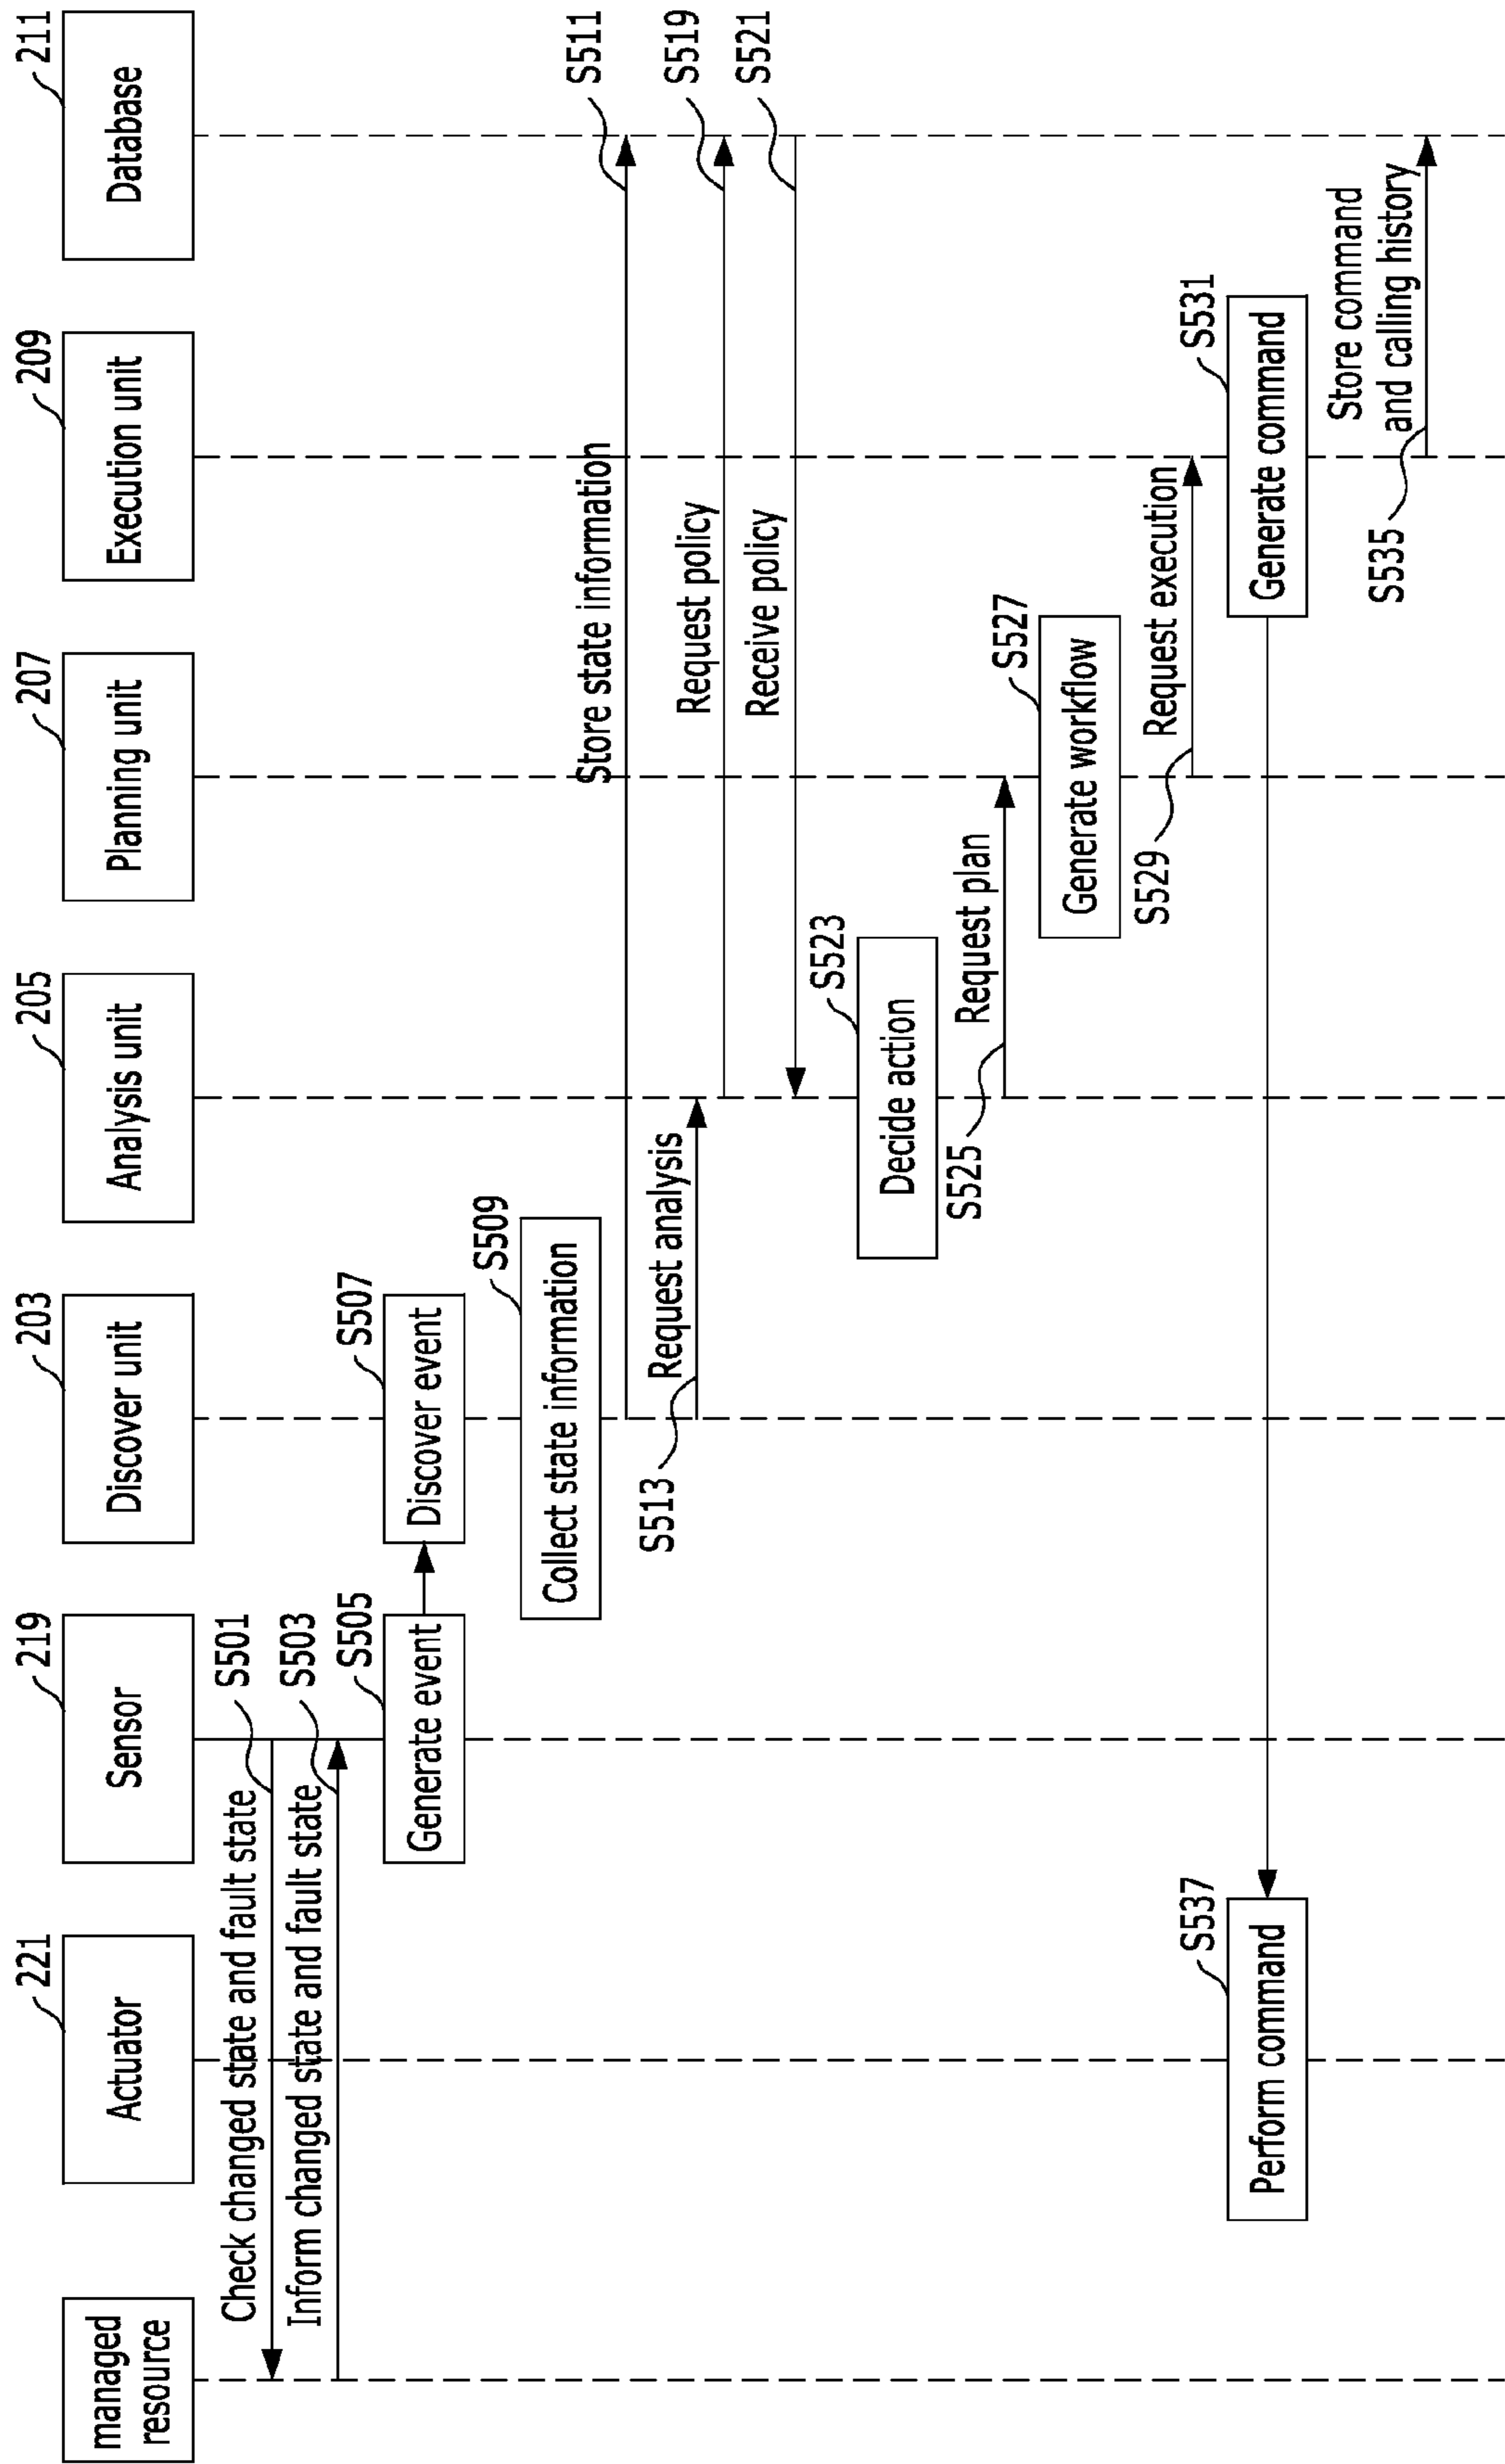 managed
resource
221
Actuator
219
Sensor
203
Discover unit
205
Analysis unit
207
Planning unit
209
Execution unit
211
Database
Check changed state and fault state
S501
Inform changed state and fault state
S503
S505
Generate event
S507
Discover event
S509
Collect state information
Store state information
S511
S513
Request analysis
Request policy
S519
Receive policy
S521
S523
Decide action
S525
Request plan
S527
Generate workflow
S529
Request execution
S531
Generate command
S537
Perform command
S535
Store command
and calling history